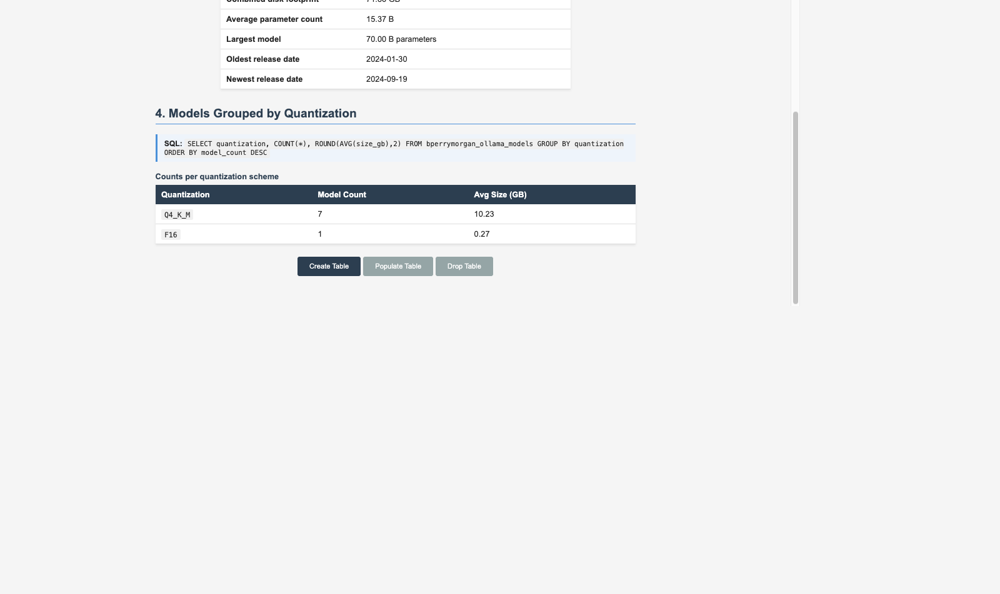 Combined disk footprint 71.88 GB
Average parameter count 15.37 B
Largest model 70.00 B parameters
Oldest release date 2024-01-30
Newest release date 2024-09-19
4. Models Grouped by Quantization
SQL: SELECT quantization, COUNT(*), ROUND(AVG(size_gb),2) FROM bperrymorgan_ollama_models GROUP BY quantization
ORDER BY model_count DESC
Counts per quantization scheme
Quantization Model Count Avg Size (GB)
Q4_K_M 7 10.23
F16 1 0.27
Create Table Populate Table Drop Table